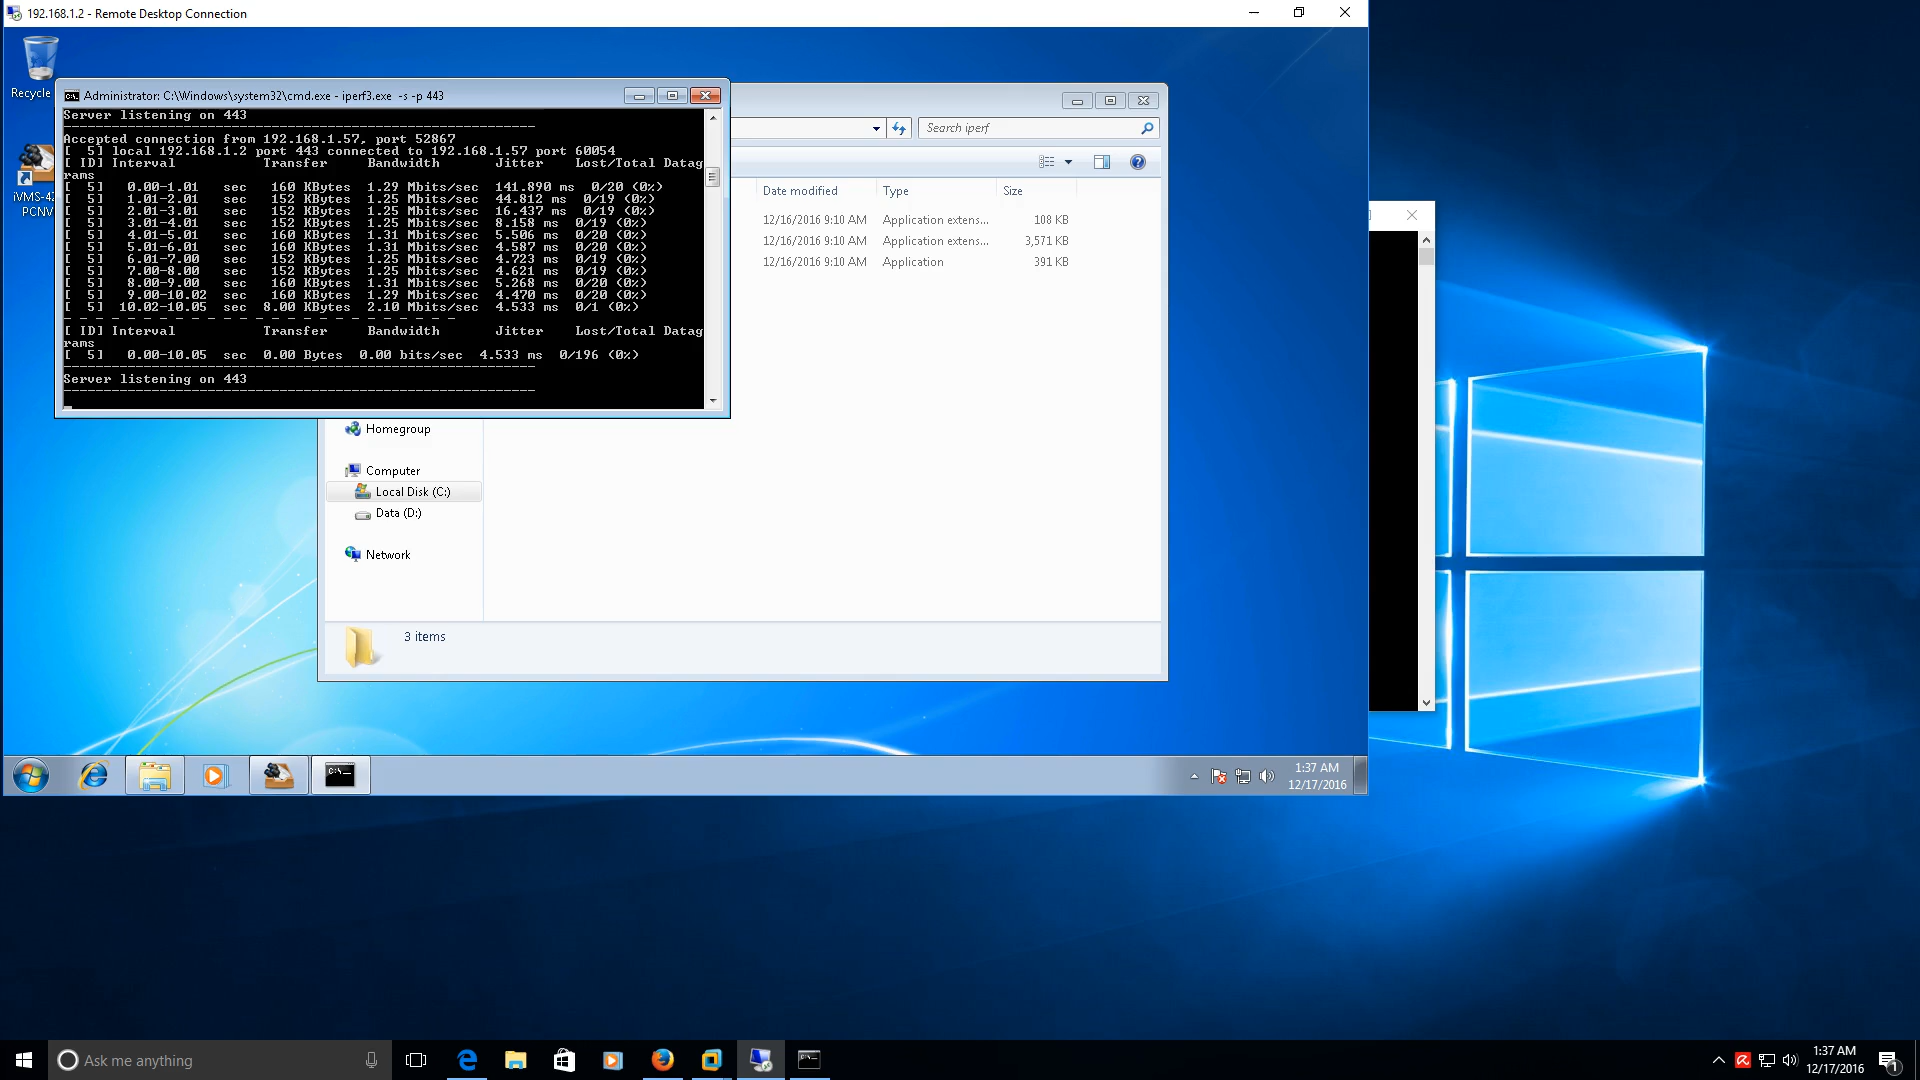 192.168.1.2 - Remote Desktop Connection
Recycle
iVMS-42
PCNV
Administrator: C:\Windows\system32\cmd.exe - iperf3.exe -s -p 443
Server listening on 443
-----------------------------------------------------------
Accepted connection from 192.168.1.57, port 52867
[  5] local 192.168.1.2 port 443 connected to 192.168.1.57 port 60054
[ ID] Interval           Transfer     Bandwidth       Jitter    Lost/Total Datag
rams
[  5]   0.00-1.01   sec   160 KBytes  1.29 Mbits/sec  141.890 ms  0/20 (0%)
[  5]   1.01-2.01   sec   152 KBytes  1.25 Mbits/sec  44.812 ms  0/19 (0%)
[  5]   2.01-3.01   sec   152 KBytes  1.25 Mbits/sec  16.437 ms  0/19 (0%)
[  5]   3.01-4.01   sec   152 KBytes  1.25 Mbits/sec  8.158 ms  0/19 (0%)
[  5]   4.01-5.01   sec   160 KBytes  1.31 Mbits/sec  5.506 ms  0/20 (0%)
[  5]   5.01-6.01   sec   160 KBytes  1.31 Mbits/sec  4.587 ms  0/20 (0%)
[  5]   6.01-7.00   sec   152 KBytes  1.25 Mbits/sec  4.723 ms  0/19 (0%)
[  5]   7.00-8.00   sec   152 KBytes  1.25 Mbits/sec  4.621 ms  0/19 (0%)
[  5]   8.00-9.00   sec   160 KBytes  1.31 Mbits/sec  5.268 ms  0/20 (0%)
[  5]   9.00-10.02  sec   160 KBytes  1.29 Mbits/sec  4.470 ms  0/20 (0%)
[  5]  10.02-10.05  sec  8.00 KBytes  2.10 Mbits/sec  4.533 ms  0/1 (0%)
- - - - - - - - - - - - - - - - - - - - - - - - -
[ ID] Interval           Transfer     Bandwidth       Jitter    Lost/Total Datag
rams
[  5]   0.00-10.05  sec  0.00 Bytes  0.00 bits/sec  4.533 ms  0/196 (0%)
-----------------------------------------------------------
Server listening on 443
-----------------------------------------------------------
Search iperf
Date modified Type Size
12/16/2016 9:10 AM Application extens... 108 KB
12/16/2016 9:10 AM Application extens... 3,571 KB
12/16/2016 9:10 AM Application 391 KB
Homegroup
Computer
Local Disk (C:)
Data (D:)
Network
3 items
1:37 AM
12/17/2016
Ask me anything
1:37 AM
12/17/2016
1